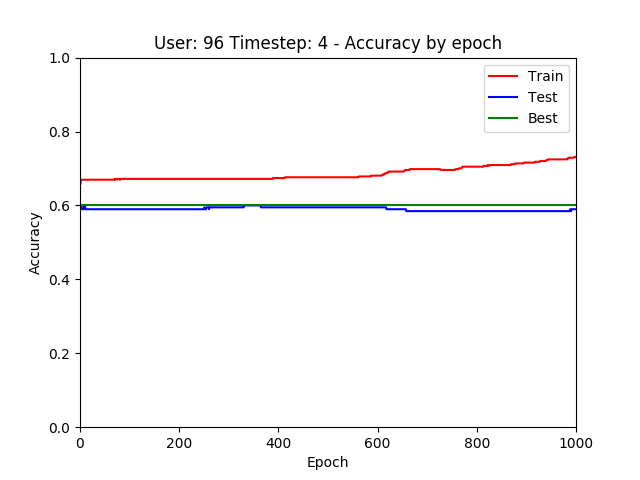 User: 96 Timestep: 4 - Accuracy by epoch
Train
Test
Best
1.0
0.8
0.6
0.4
0.2
0.0
Accuracy
0 200 400 600 800 1000
Epoch